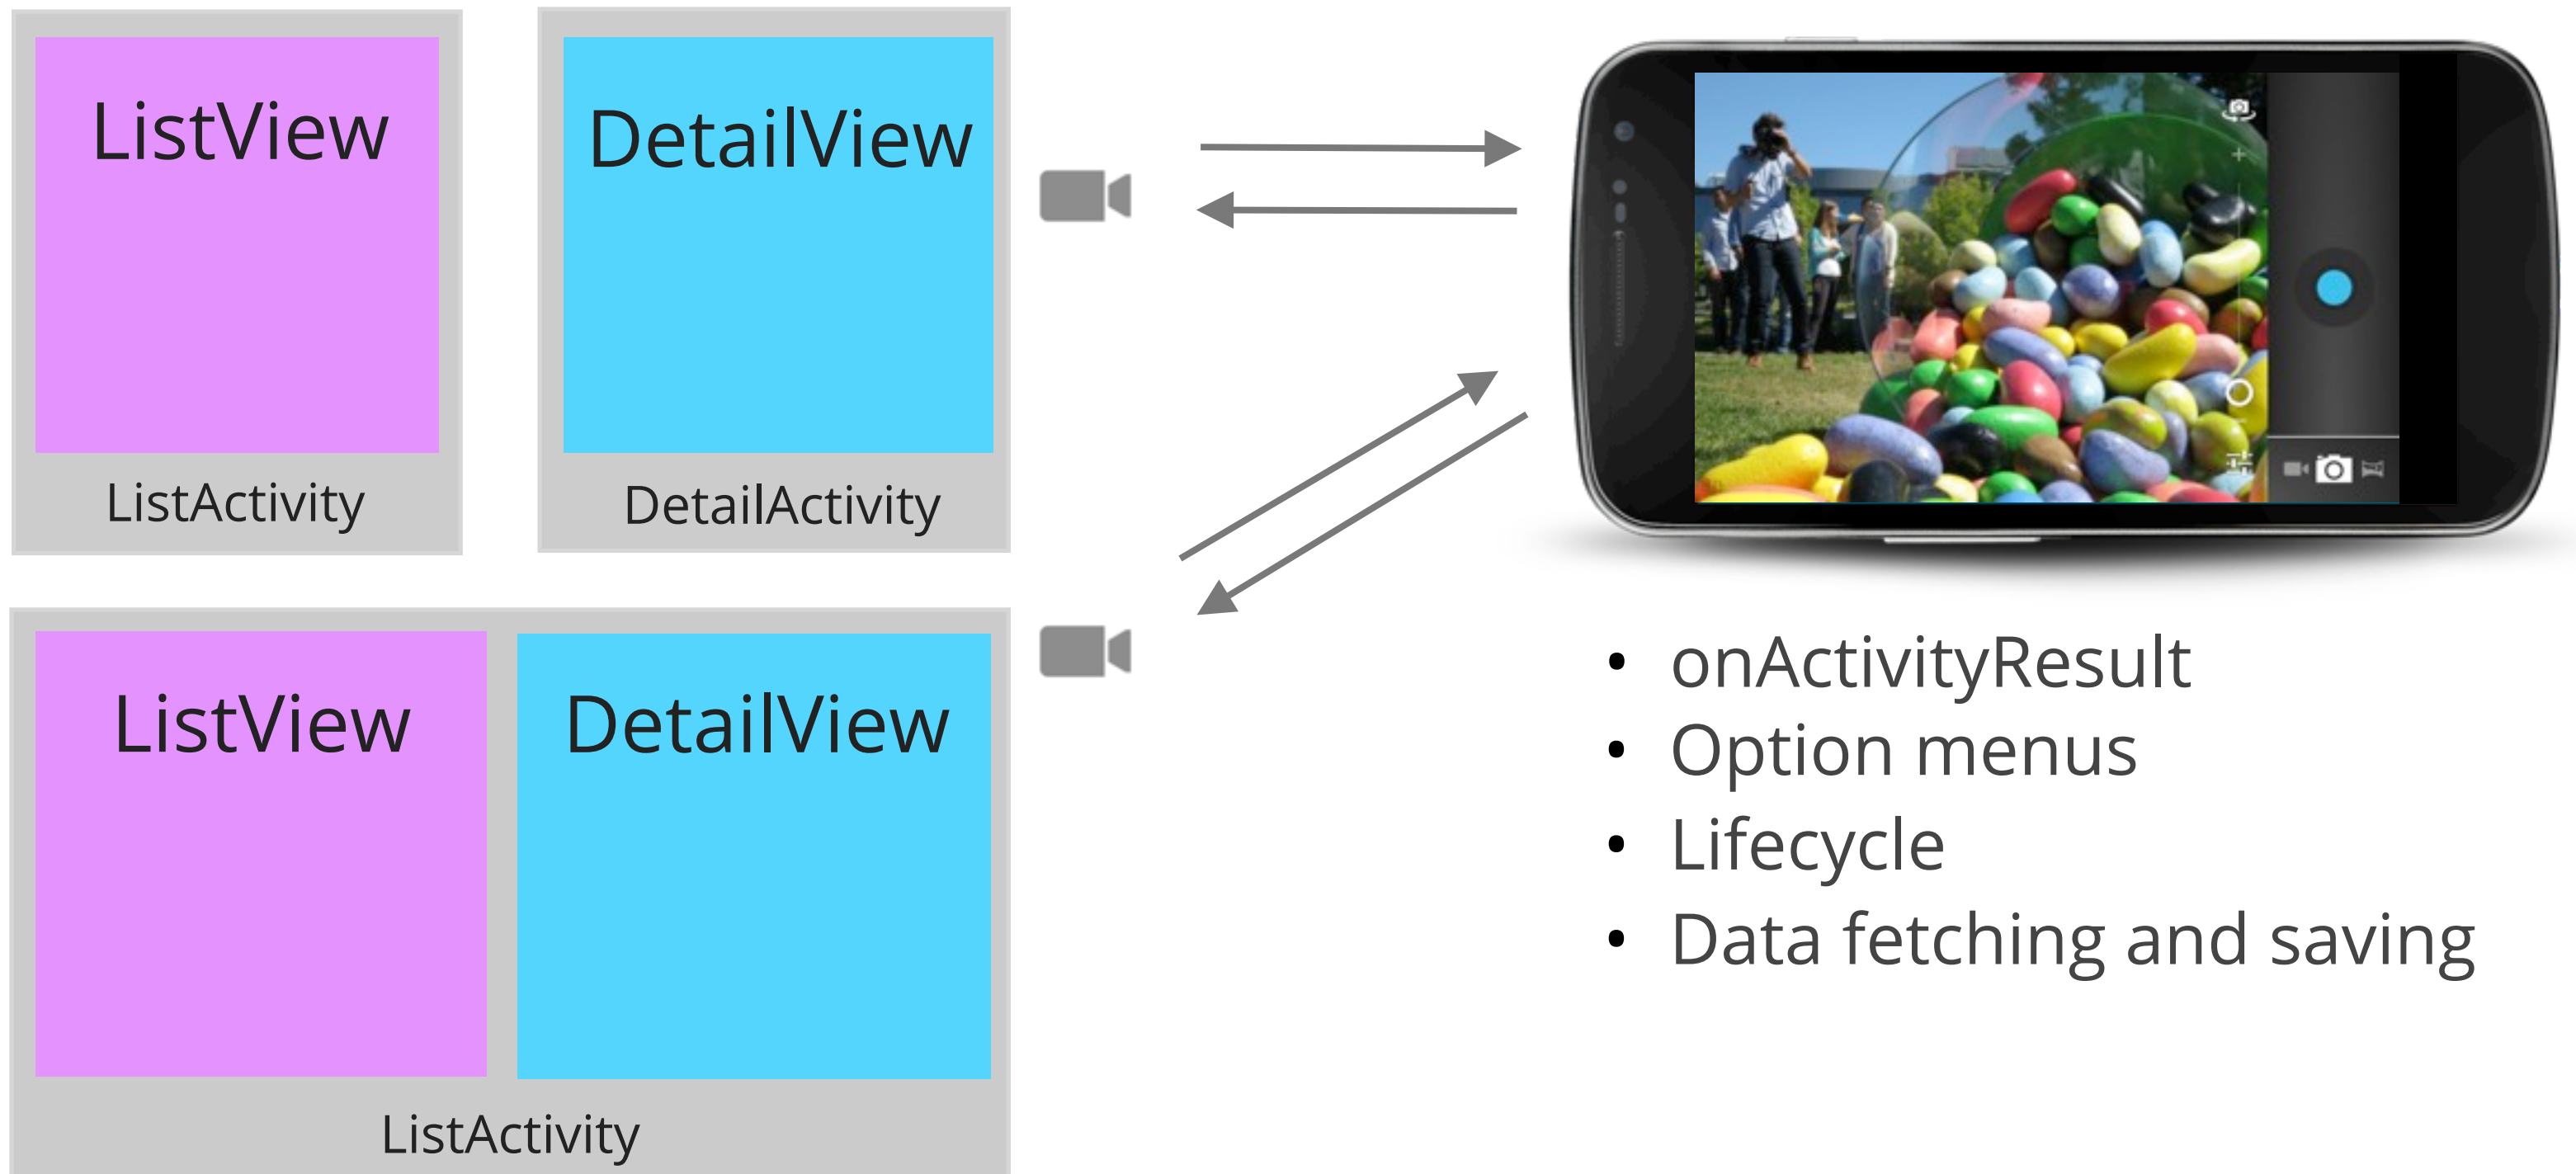 ListView
ListActivity
DetailView
DetailActivity
ListView
DetailView
ListActivity
• onActivityResult
• Option menus
• Lifecycle
• Data fetching and saving